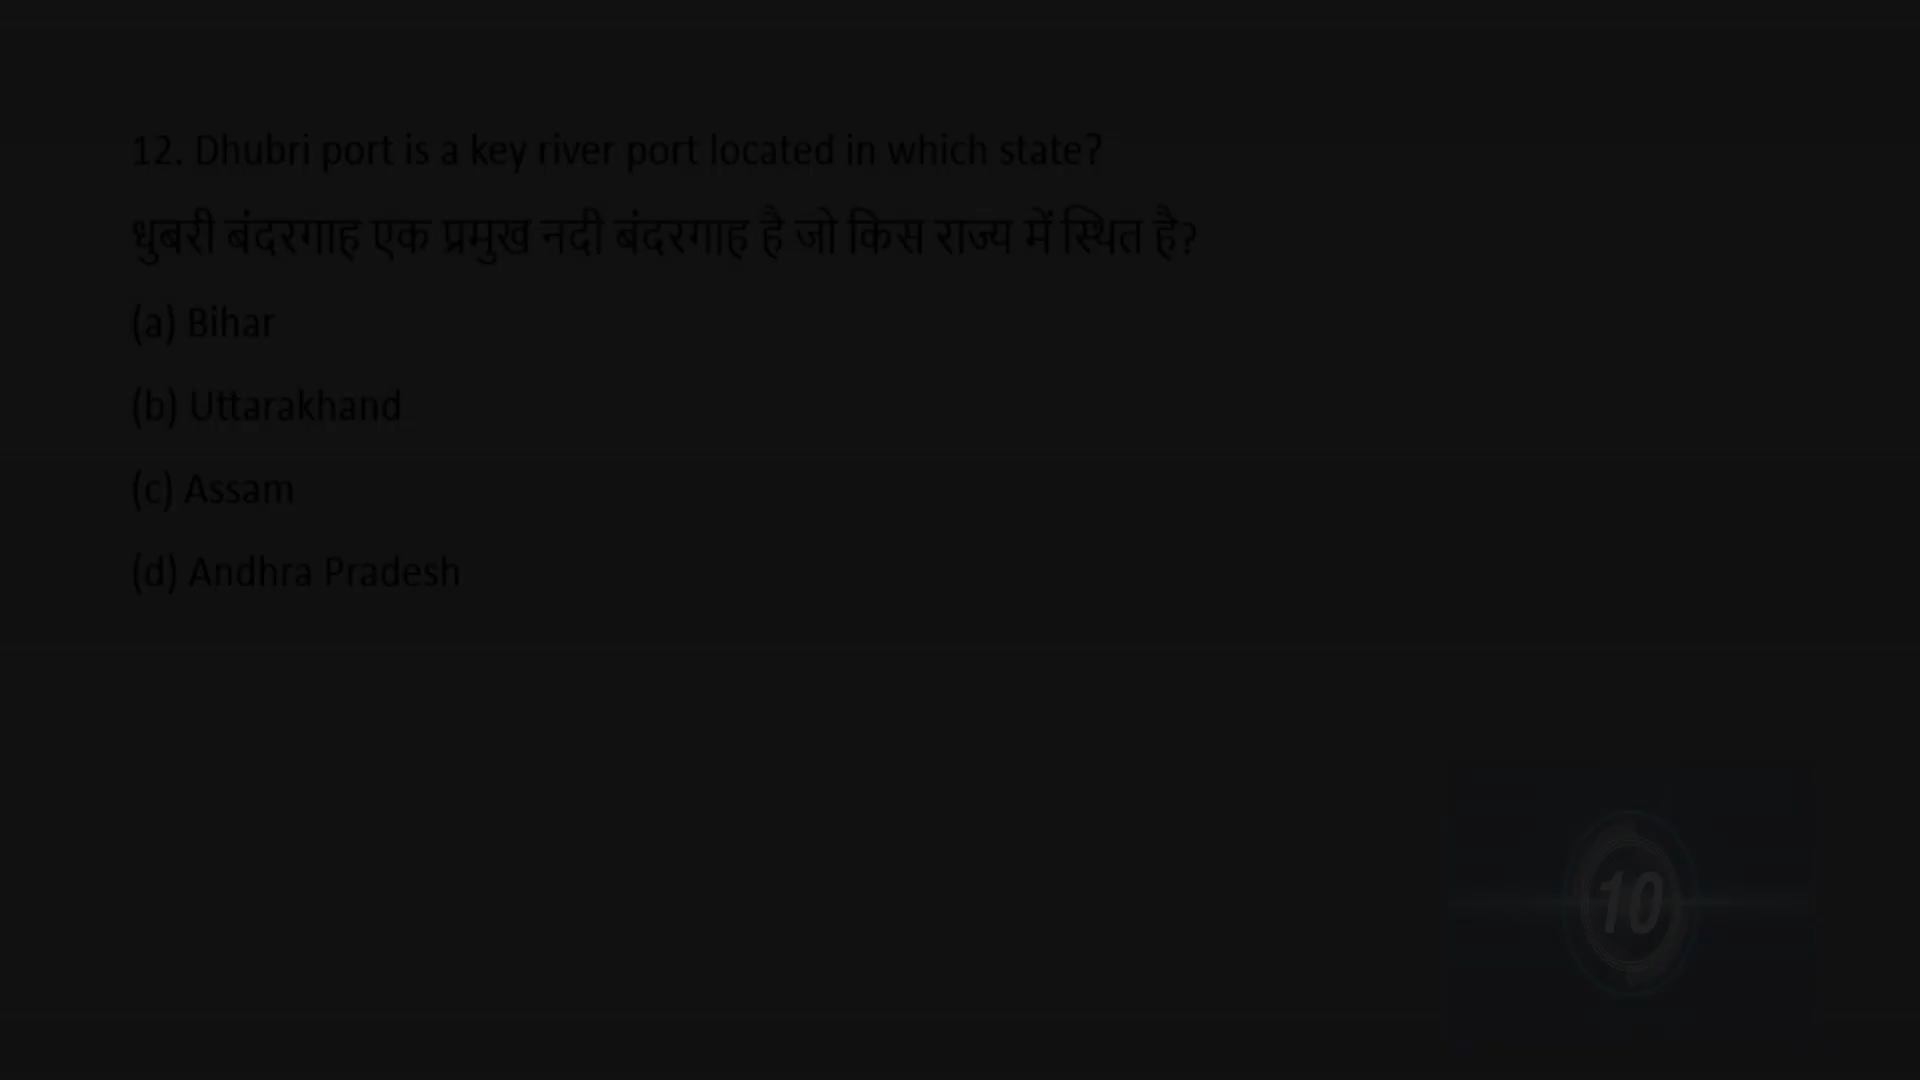 12. Dhubri port is a key river port located in which state?
धुबरी बंदरगाह एक प्रमुख नदी बंदरगाह है जो किस राज्य में स्थित है?
(a) Bihar
(b) Uttarakhand
(c) Assam
(d) Andhra Pradesh
10